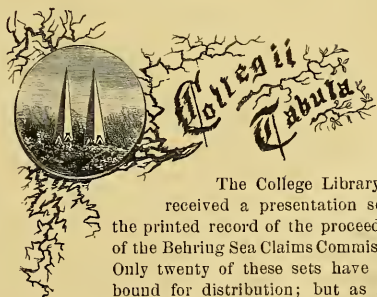 Collegii
Tabula.
The College Library
received a presentation se
the printed record of the proceed
of the Behring Sea Claims Commis
Only twenty of these sets have
bound for distribution; but as